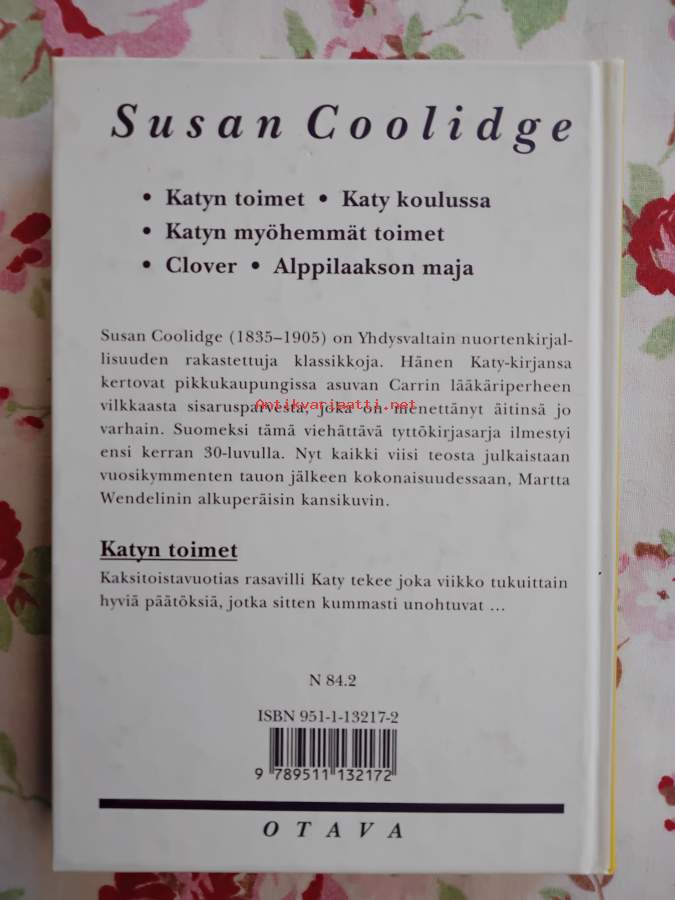 Susan Coolidge
• Katyn toimet • Katy koulussa
• Katyn myöhemmät toimet
• Clover • Alppilaakson maja
Susan Coolidge (1835–1905) on Yhdysvaltain nuortenkirjal-
lisuuden rakastettuja klassikkoja. Hänen Katy-kirjansa
kertovat pikkukaupungissa asuvan Carrin lääkäriperheen
vilkkaasta sisarusparvesta, joka on menettänyt äitinsä jo
Antikvariaatti.net
varhain. Suomeksi tämä viehättävä tyttökirjasarja ilmestyi
ensi kerran 30-luvulla. Nyt kaikki viisi teosta julkaistaan
vuosikymmenten tauon jälkeen kokonaisuudessaan, Martta
Wendelinin alkuperäisin kansikuvin.
Katyn toimet
Kaksitoistavuotias rasavilli Katy tekee joka viikko tukuittain
hyviä päätöksiä, jotka sitten kummasti unohtuvat ...
N 84.2
ISBN 951-1-13217-2
9 789511 132172
OTAVA